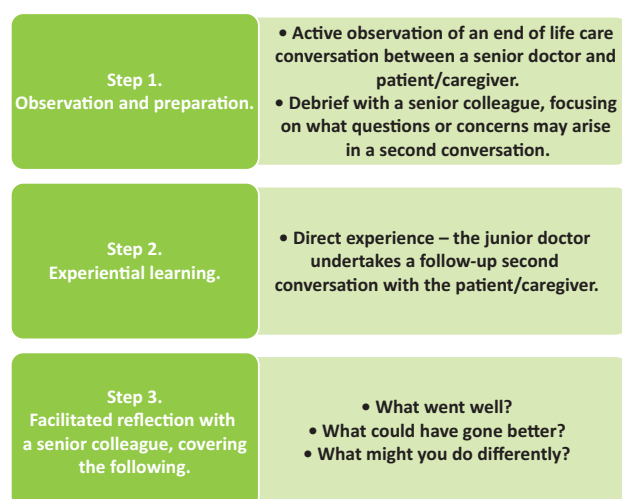 Step 1.
Observation and preparation.
• Active observation of an end of life care
conversation between a senior doctor and
patient/caregiver.
• Debrief with a senior colleague, focusing
on what questions or concerns may arise
in a second conversation.
Step 2.
Experiential learning.
• Direct experience – the junior doctor
undertakes a follow-up second
conversation with the patient/caregiver.
Step 3.
Facilitated reflection with
a senior colleague, covering
the following.
• What went well?
• What could have gone better?
• What might you do differently?